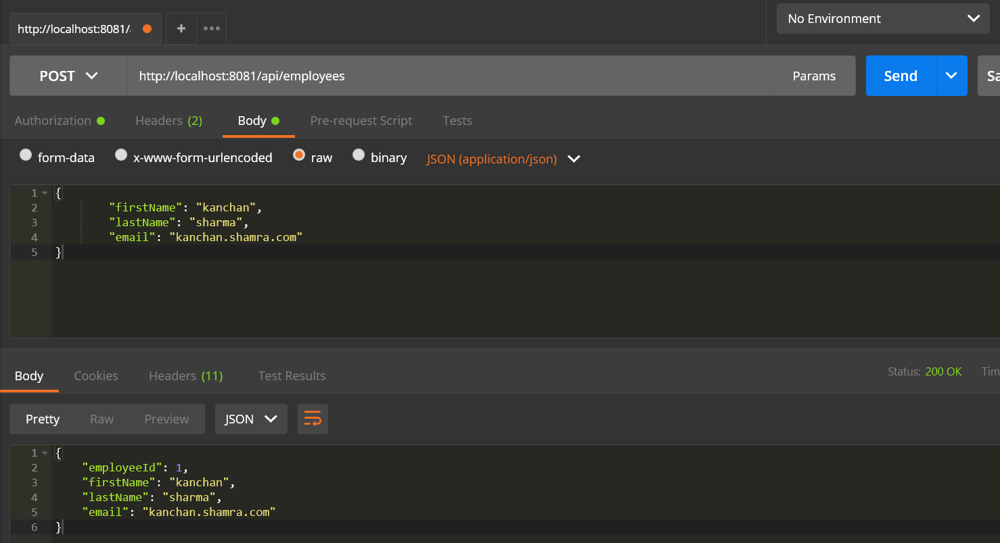 http://localhost:8081/
+
No Environment
POST
http://localhost:8081/api/employees
Params
Send
Sa
Authorization
Headers (2)
Body
Pre-request Script
Tests
form-data
x-www-form-urlencoded
raw
binary
JSON (application/json)
1 {
2 "firstName": "kanchan",
3 "lastName": "sharma",
4 "email": "kanchan.shamra.com"
5 }
Body
Cookies
Headers (11)
Test Results
Status: 200 OK
Tim
Pretty
Raw
Preview
JSON
1 {
2 "employeeId": 1,
3 "firstName": "kanchan",
4 "lastName": "sharma",
5 "email": "kanchan.shamra.com"
6 }